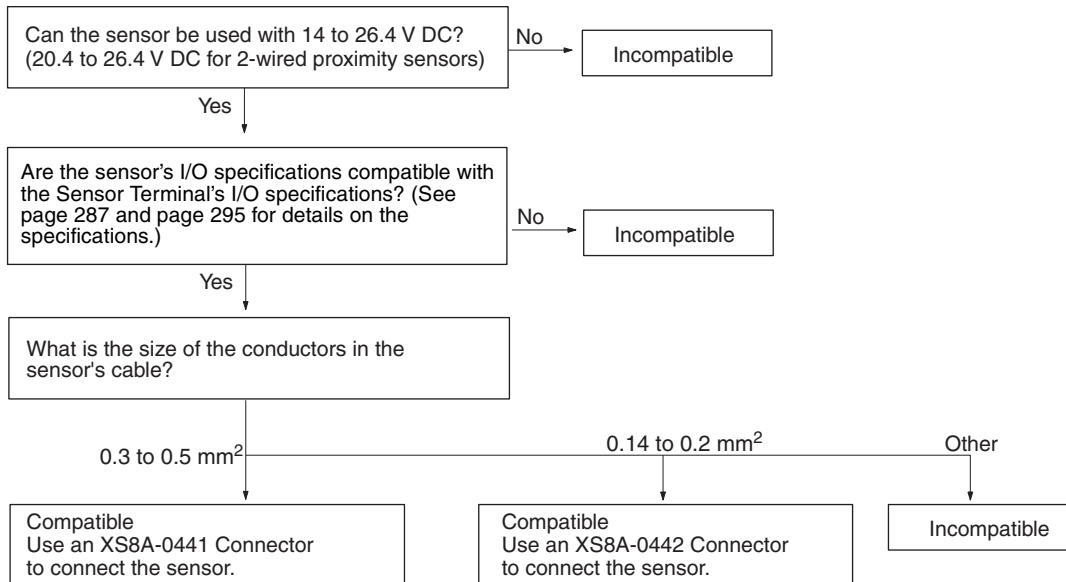 Can the sensor be used with 14 to 26.4 V DC?
(20.4 to 26.4 V DC for 2-wired proximity sensors)
No
Incompatible
Yes
Are the sensor’s I/O specifications compatible with
the Sensor Terminal’s I/O specifications? (See
page 287 and page 295 for details on the
specifications.)
No
Incompatible
Yes
What is the size of the conductors in the
sensor's cable?
0.3 to 0.5 mm²
0.14 to 0.2 mm²
Other
Compatible
Use an XS8A-0441 Connector
to connect the sensor.
Compatible
Use an XS8A-0442 Connector
to connect the sensor.
Incompatible